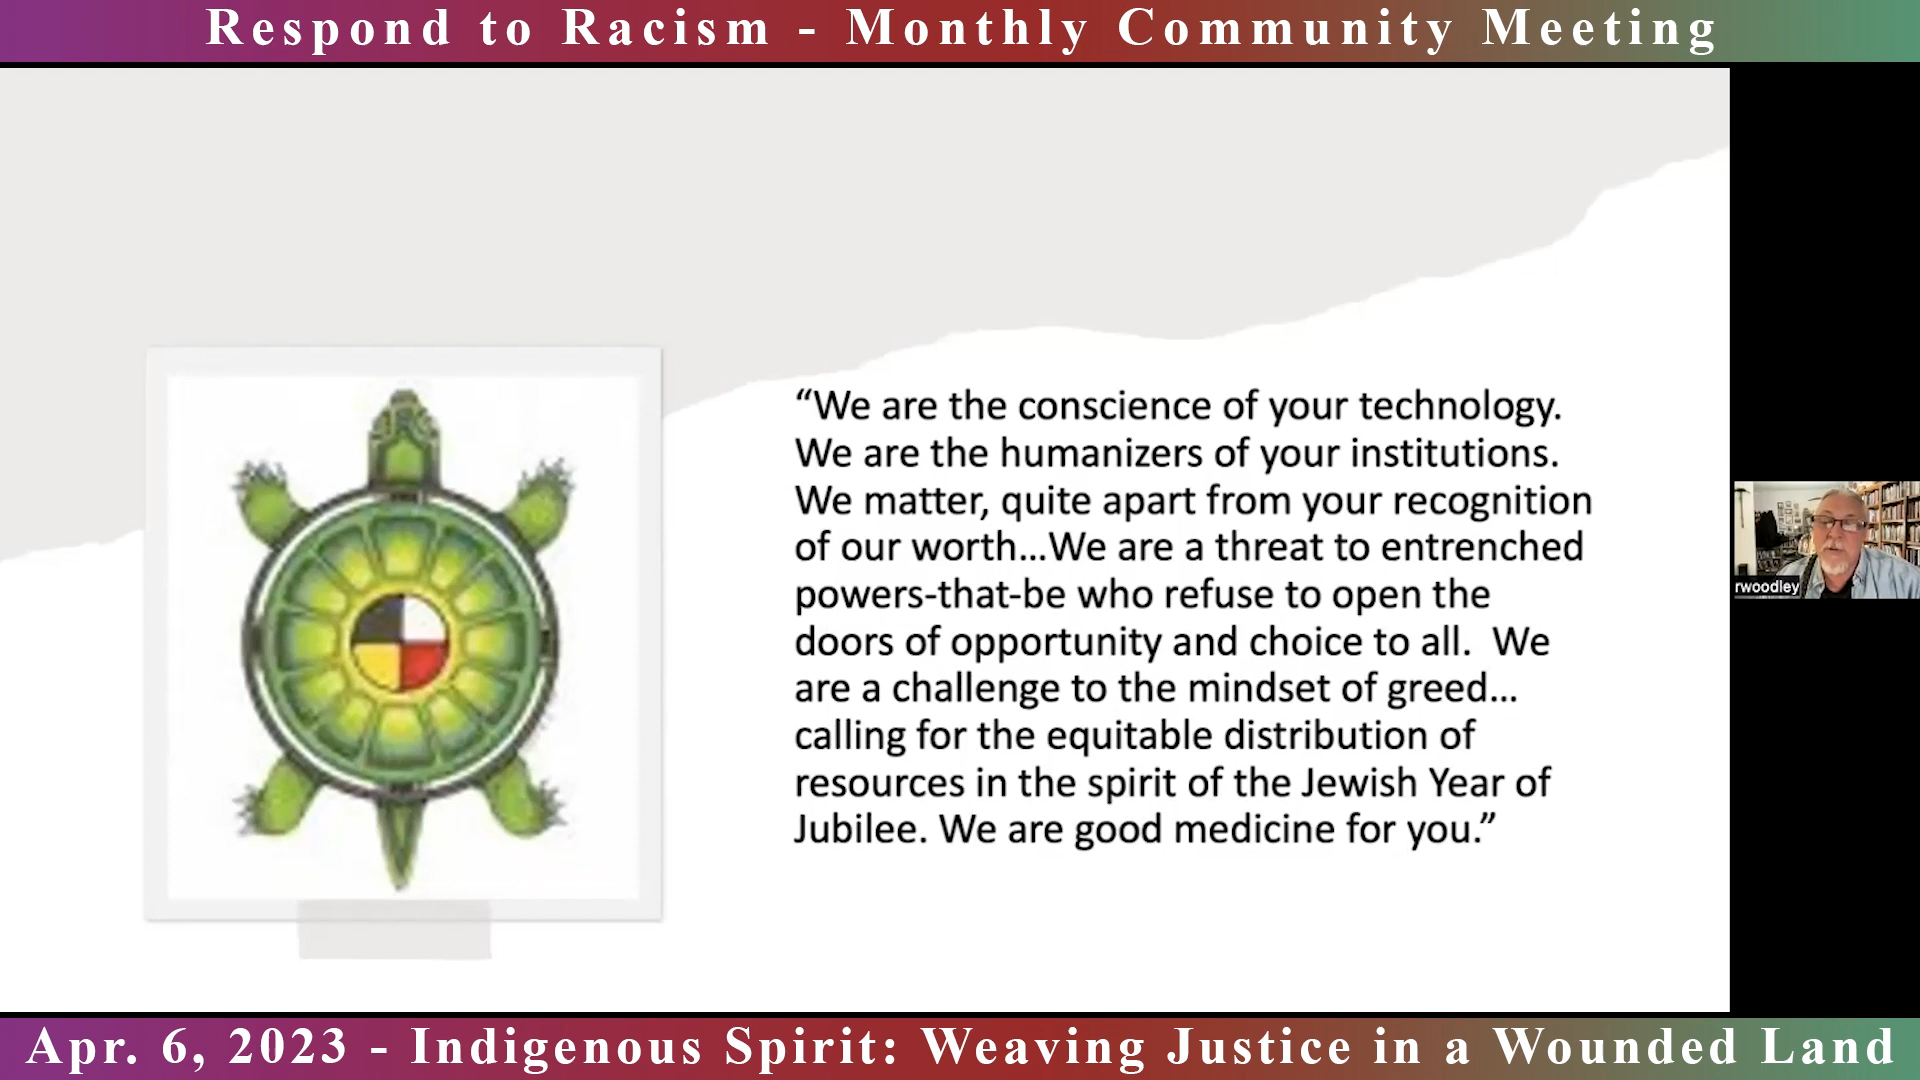 Respond to Racism - Monthly Community Meeting
“We are the conscience of your technology.
We are the humanizers of your institutions.
We matter, quite apart from your recognition
of our worth…We are a threat to entrenched
powers-that-be who refuse to open the
doors of opportunity and choice to all.  We
are a challenge to the mindset of greed…
calling for the equitable distribution of
resources in the spirit of the Jewish Year of
Jubilee. We are good medicine for you.”
rwoodley
Apr. 6, 2023 - Indigenous Spirit: Weaving Justice in a Wounded Land